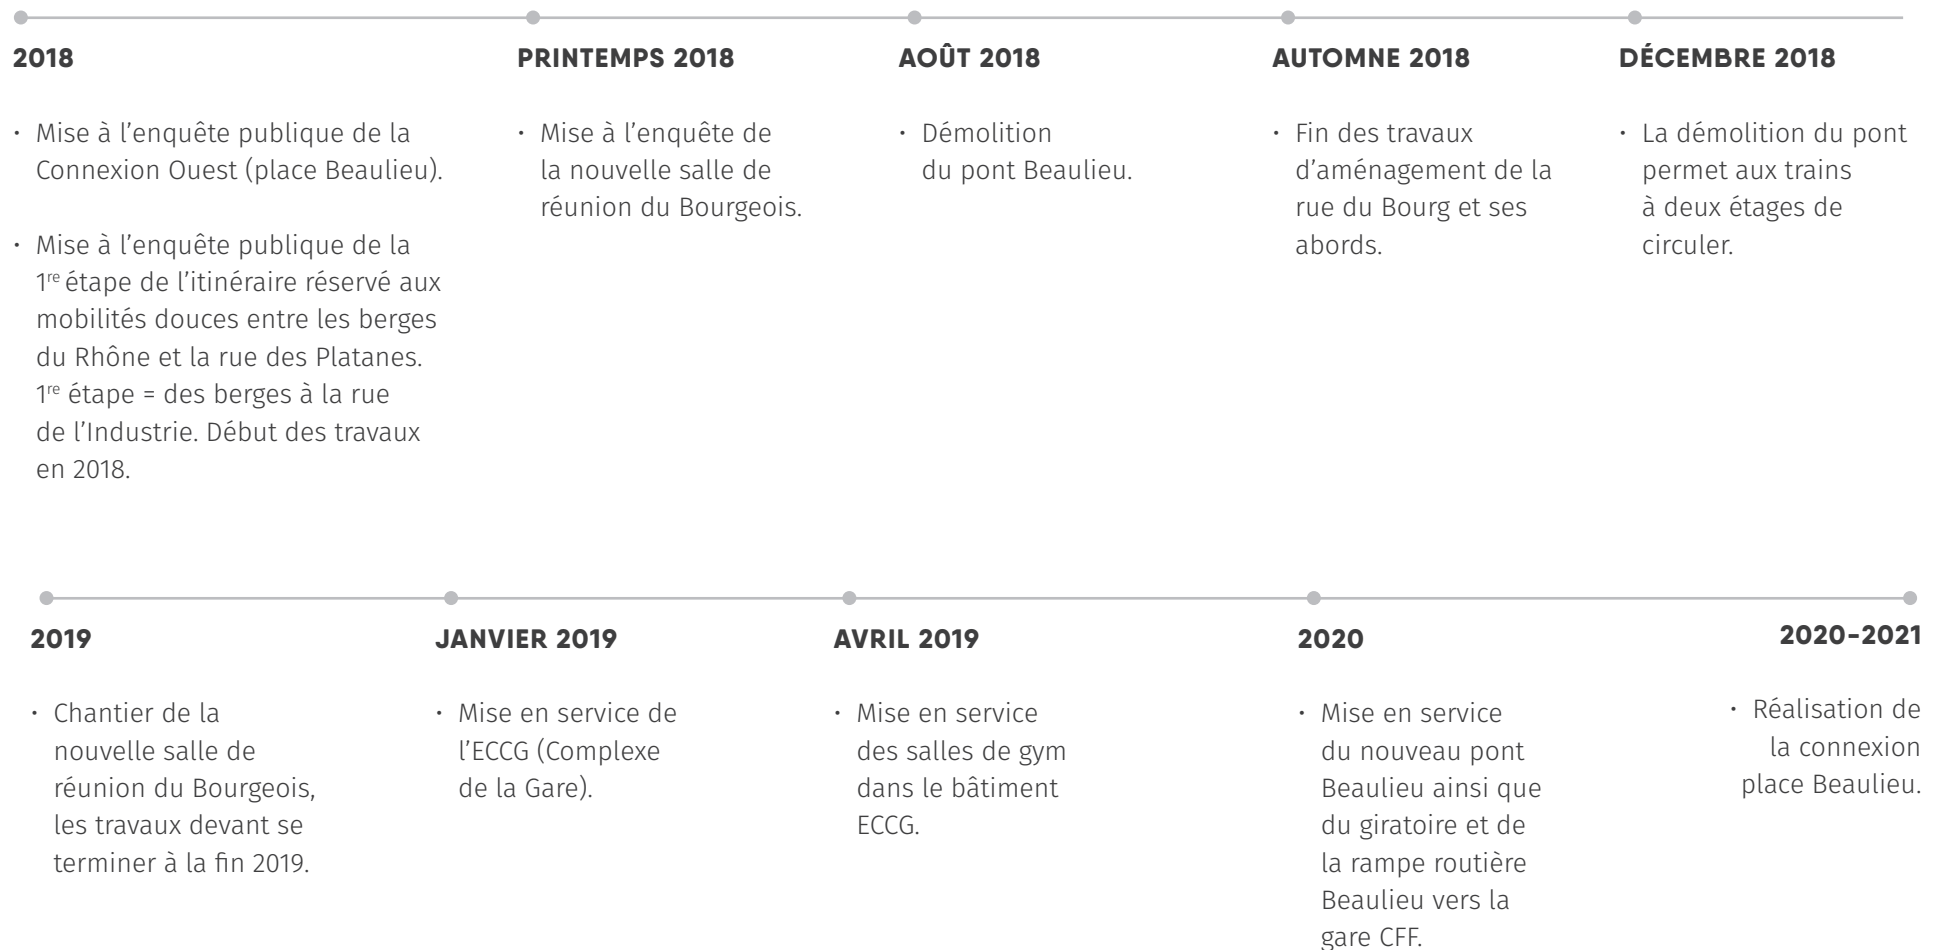 2018
• Mise à l’enquête publique de la
Connexion Ouest (place Beaulieu).
• Mise à l’enquête publique de la
1re étape de l’itinéraire réservé aux
mobilités douces entre les berges
du Rhône et la rue des Platanes.
1re étape = des berges à la rue
de l’Industrie. Début des travaux
en 2018.
PRINTEMPS 2018
• Mise à l’enquête de
la nouvelle salle de
réunion du Bourgeois.
AOÛT 2018
• Démolition
du pont Beaulieu.
AUTOMNE 2018
• Fin des travaux
d’aménagement de la
rue du Bourg et ses
abords.
DÉCEMBRE 2018
• La démolition du pont
permet aux trains
à deux étages de
circuler.
2019
• Chantier de la
nouvelle salle de
réunion du Bourgeois,
les travaux devant se
terminer à la fin 2019.
JANVIER 2019
• Mise en service de
l’ECCG (Complexe
de la Gare).
AVRIL 2019
• Mise en service
des salles de gym
dans le bâtiment
ECCG.
2020
• Mise en service
du nouveau pont
Beaulieu ainsi que
du giratoire et de
la rampe routière
Beaulieu vers la
gare CFF.
2020-2021
• Réalisation de
la connexion
place Beaulieu.